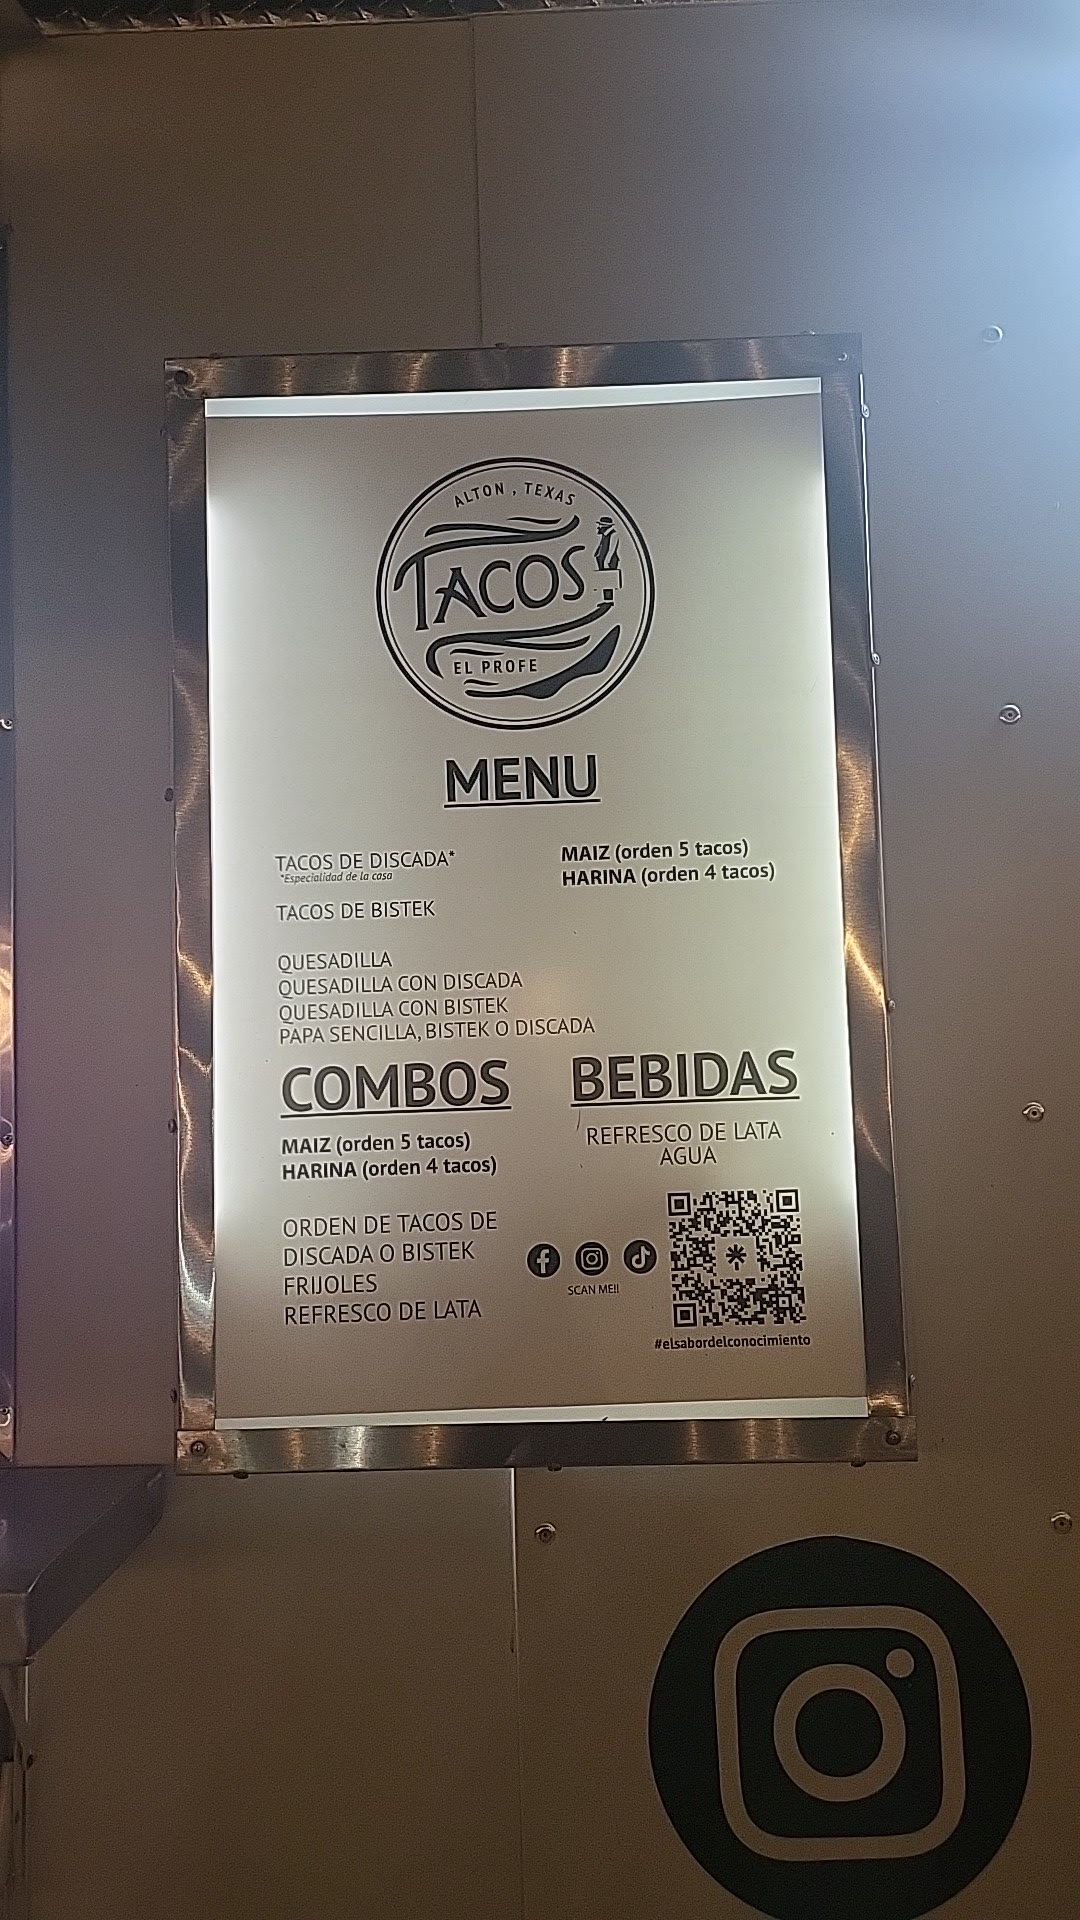 ALTON , TEXAS
TACOS
EL PROFE
MENU
TACOS DE DISCADA*
*Especialidad de la casa
MAIZ (orden 5 tacos)
HARINA (orden 4 tacos)
TACOS DE BISTEK
QUESADILLA
QUESADILLA CON DISCADA
QUESADILLA CON BISTEK
PAPA SENCILLA, BISTEK O DISCADA
COMBOS
MAIZ (orden 5 tacos)
HARINA (orden 4 tacos)
ORDEN DE TACOS DE
DISCADA O BISTEK
FRIJOLES
REFRESCO DE LATA
BEBIDAS
REFRESCO DE LATA
AGUA
SCAN ME!!
#elsabordelconocimiento